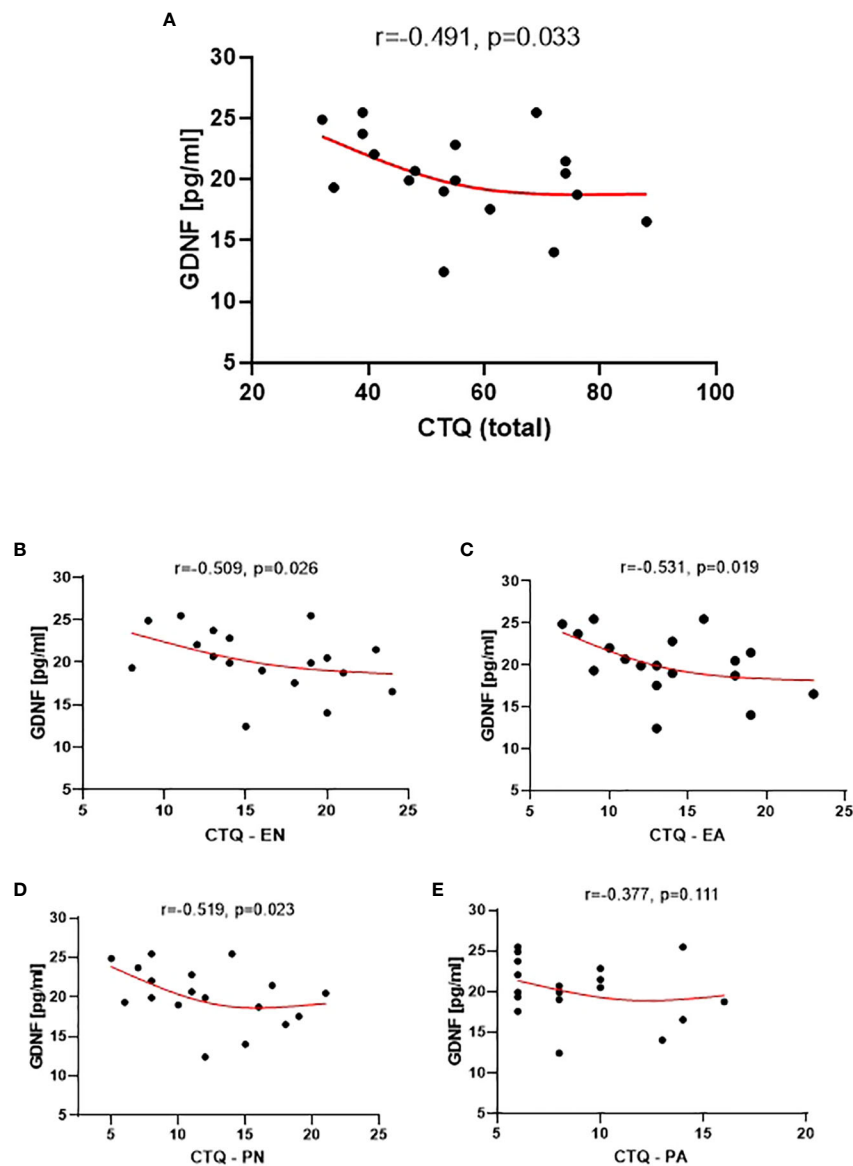 A
r=-0.491, p=0.033
30
25
20
15
10
5
GDNF [pg/ml]
20 40 60 80 100
CTQ (total)
B
r=-0.509, p=0.026
30
25
20
15
10
5
GDNF [pg/ml]
5 10 15 20 25
CTQ - EN
C
r=-0.531, p=0.019
30
25
20
15
10
5
GDNF [pg/ml]
5 10 15 20 25
CTQ - EA
D
r=-0.519, p=0.023
30
25
20
15
10
5
GDNF [pg/ml]
5 10 15 20 25
CTQ - PN
E
r=-0.377, p=0.111
30
25
20
15
10
5
GDNF [pg/ml]
5 10 15 20
CTQ - PA